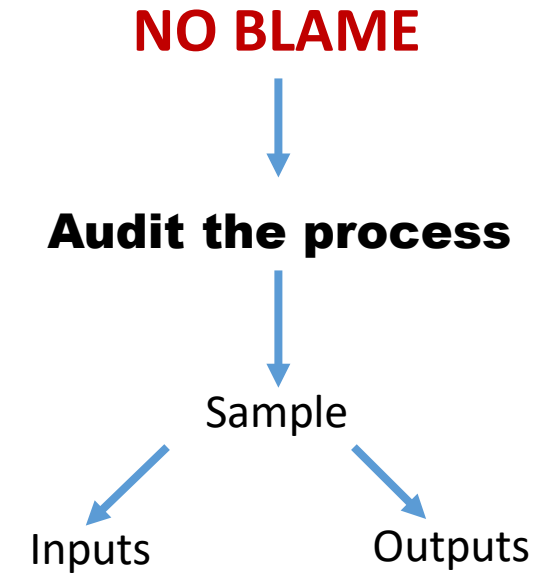 NO BLAME
Audit the process
Sample
Inputs
Outputs